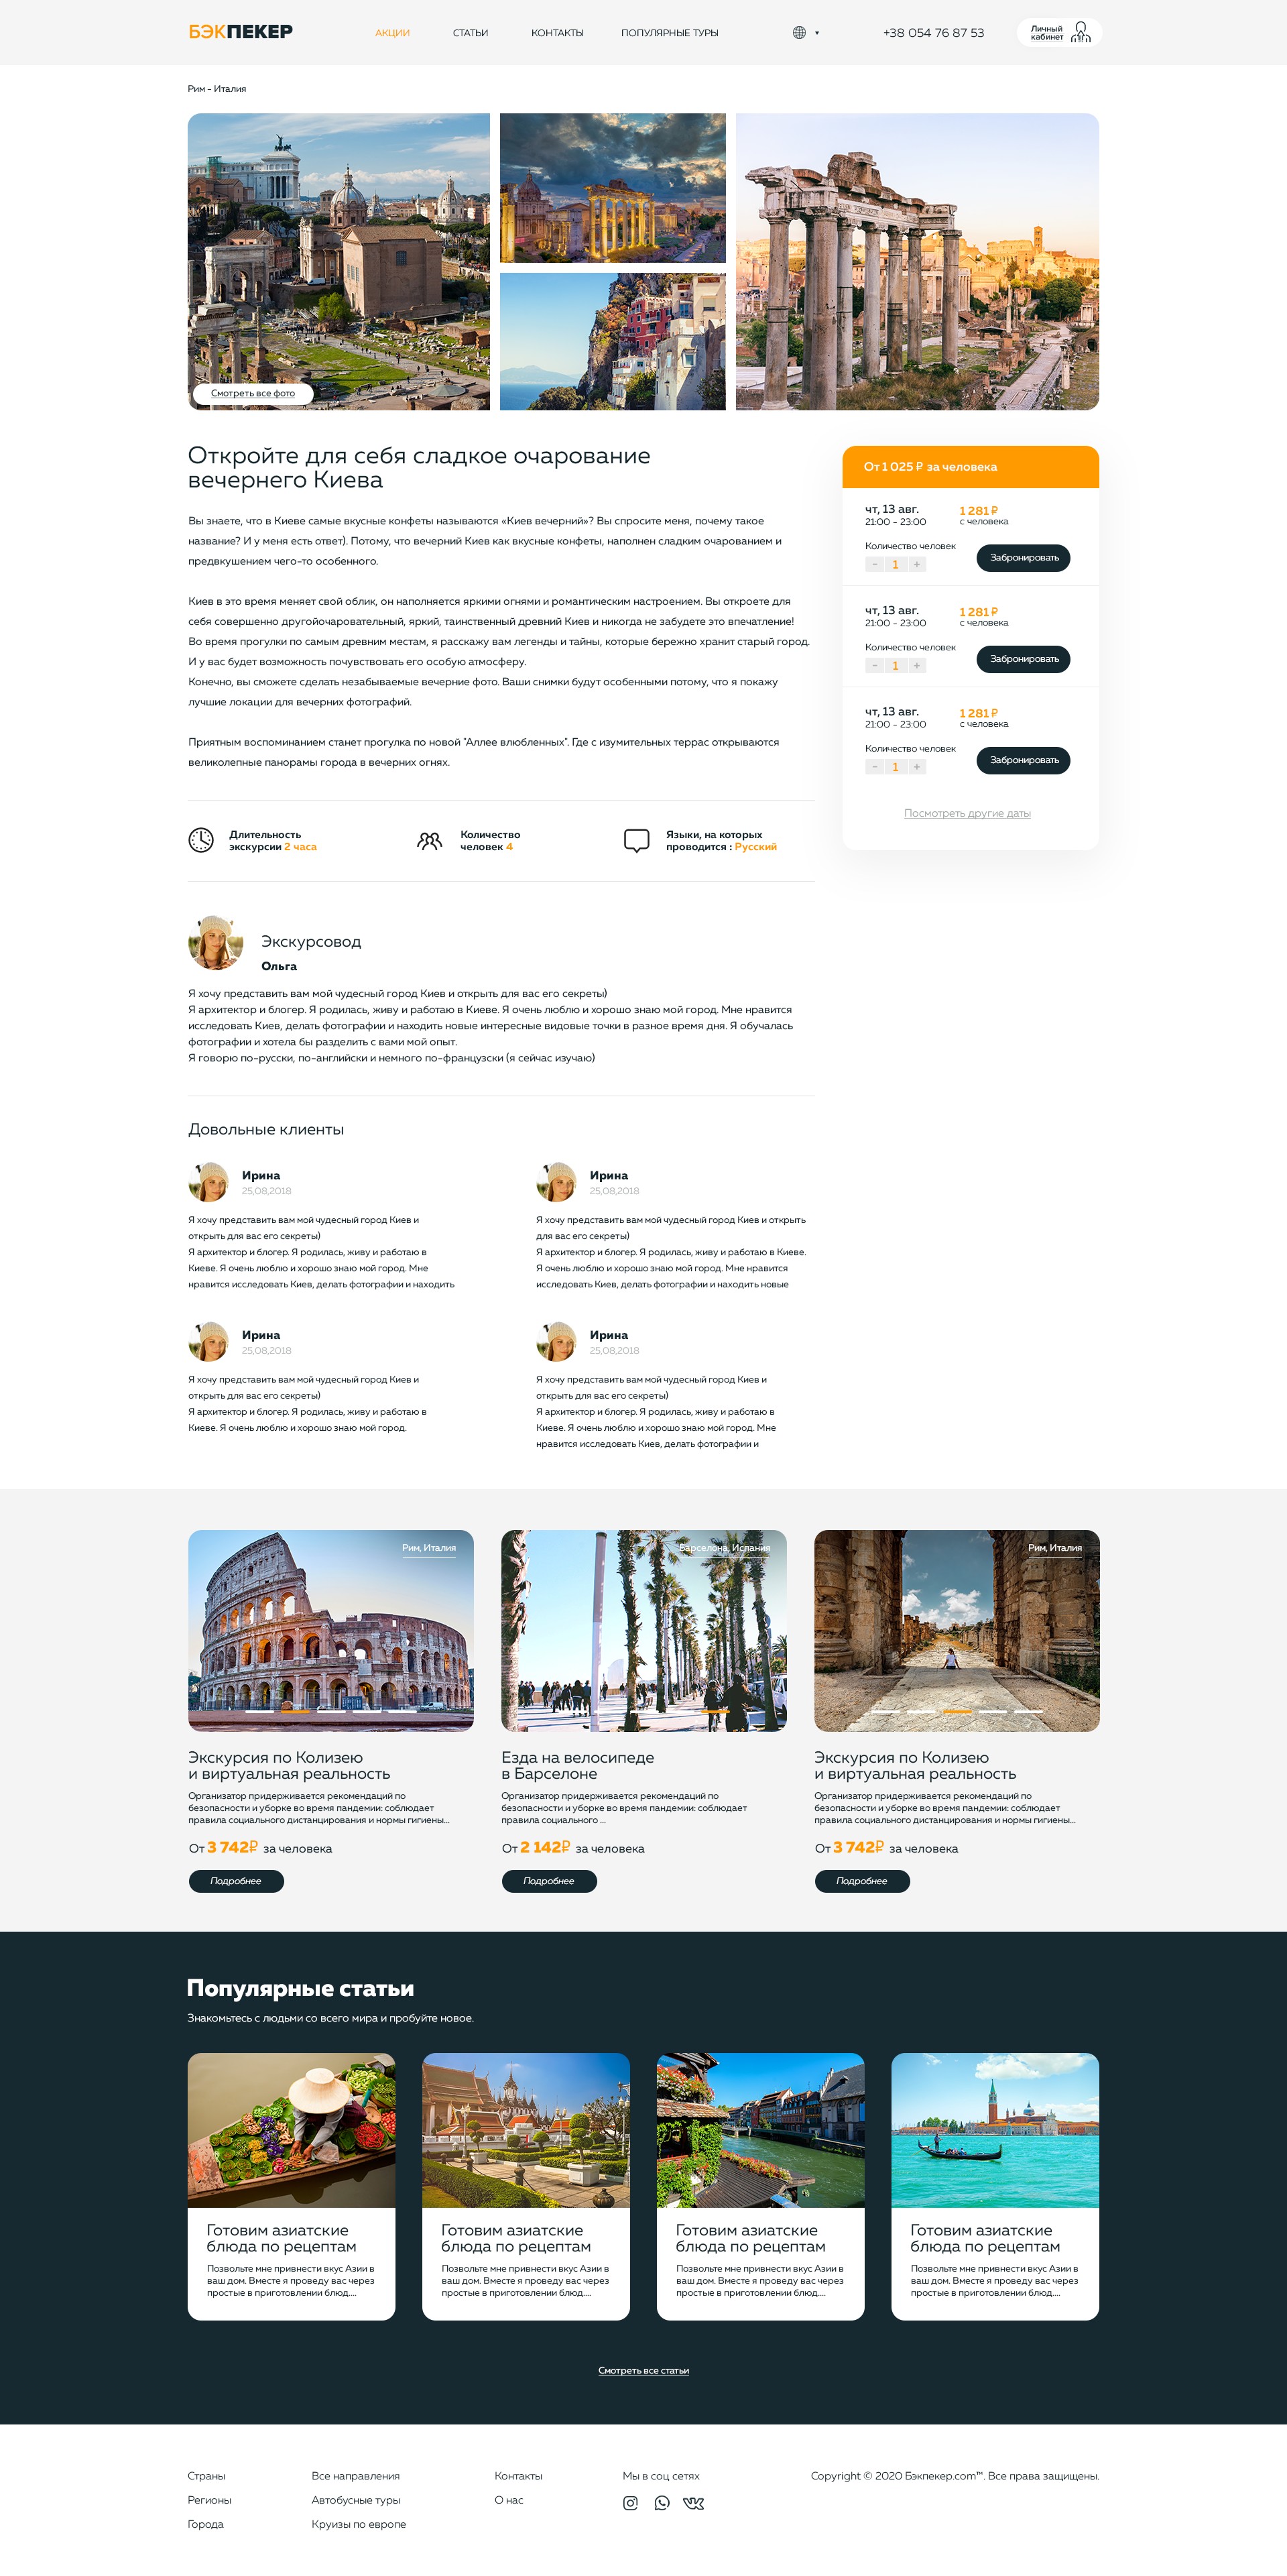 БЭКПЕКЕР
АКЦИИ
СТАТЬИ
КОНТАКТЫ
ПОПУЛЯРНЫЕ ТУРЫ
+38 054 76 87 53
Личный
кабинет
Рим - Италия
Смотреть все фото
Откройте для себя сладкое очарование
вечернего Киева
Вы знаете, что в Киеве самые вкусные конфеты называются «Киев вечерний»? Вы спросите меня, почему такое
название? И у меня есть ответ). Потому, что вечерний Киев как вкусные конфеты, наполнен сладким очарованием и
предвкушением чего-то особенного.
Киев в это время меняет свой облик, он наполняется яркими огнями и романтическим настроением. Вы откроете для
себя совершенно другойочаровательный, яркий, таинственный древний Киев и никогда не забудете это впечатление!
Во время прогулки по самым древним местам, я расскажу вам легенды и тайны, которые бережно хранит старый город.
И у вас будет возможность почувствовать его особую атмосферу.
Конечно, вы сможете сделать незабываемые вечерние фото. Ваши снимки будут особенными потому, что я покажу
лучшие локации для вечерних фотографий.
Приятным воспоминанием станет прогулка по новой "Аллее влюбленных". Где с изумительных террас открываются
великолепные панорамы города в вечерних огнях.
От 1 025 ₽ за человека
чт, 13 авг.
21:00 - 23:00
1 281 ₽
с человека
Количество человек
- 1 +
Забронировать
чт, 13 авг.
21:00 - 23:00
1 281 ₽
с человека
Количество человек
- 1 +
Забронировать
чт, 13 авг.
21:00 - 23:00
1 281 ₽
с человека
Количество человек
- 1 +
Забронировать
Посмотреть другие даты
Длительность
экскурсии 2 часа
Количество
человек 4
Языки, на которых
проводится : Русский
Экскурсовод
Ольга
Я хочу представить вам мой чудесный город Киев и открыть для вас его секреты)
Я архитектор и блогер. Я родилась, живу и работаю в Киеве. Я очень люблю и хорошо знаю мой город. Мне нравится
исследовать Киев, делать фотографии и находить новые интересные видовые точки в разное время дня. Я обучалась
фотографии и хотела бы разделить с вами мой опыт.
Я говорю по-русски, по-английски и немного по-французски (я сейчас изучаю)
Довольные клиенты
Ирина
25,08,2018
Я хочу представить вам мой чудесный город Киев и
открыть для вас его секреты)
Я архитектор и блогер. Я родилась, живу и работаю в
Киеве. Я очень люблю и хорошо знаю мой город. Мне
нравится исследовать Киев, делать фотографии и находить
Ирина
25,08,2018
Я хочу представить вам мой чудесный город Киев и открыть
для вас его секреты)
Я архитектор и блогер. Я родилась, живу и работаю в Киеве.
Я очень люблю и хорошо знаю мой город. Мне нравится
исследовать Киев, делать фотографии и находить новые
Ирина
25,08,2018
Я хочу представить вам мой чудесный город Киев и
открыть для вас его секреты)
Я архитектор и блогер. Я родилась, живу и работаю в
Киеве. Я очень люблю и хорошо знаю мой город.
Ирина
25,08,2018
Я хочу представить вам мой чудесный город Киев и
открыть для вас его секреты)
Я архитектор и блогер. Я родилась, живу и работаю в
Киеве. Я очень люблю и хорошо знаю мой город. Мне
нравится исследовать Киев, делать фотографии и
Рим, Италия
Экскурсия по Колизею
и виртуальная реальность
Организатор придерживается рекомендаций по
безопасности и уборке во время пандемии: соблюдает
правила социального дистанцирования и нормы гигиены...
От 3 742₽ за человека
Подробнее
Барселона, Испания
Езда на велосипеде
в Барселоне
Организатор придерживается рекомендаций по
безопасности и уборке во время пандемии: соблюдает
правила социального ...
От 2 142₽ за человека
Подробнее
Рим, Италия
Экскурсия по Колизею
и виртуальная реальность
Организатор придерживается рекомендаций по
безопасности и уборке во время пандемии: соблюдает
правила социального дистанцирования и нормы гигиены...
От 3 742₽ за человека
Подробнее
Популярные статьи
Знакомьтесь с людьми со всего мира и пробуйте новое.
Готовим азиатские
блюда по рецептам
Позвольте мне привнести вкус Азии в
ваш дом. Вместе я проведу вас через
простые в приготовлении блюд....
Готовим азиатские
блюда по рецептам
Позвольте мне привнести вкус Азии в
ваш дом. Вместе я проведу вас через
простые в приготовлении блюд....
Готовим азиатские
блюда по рецептам
Позвольте мне привнести вкус Азии в
ваш дом. Вместе я проведу вас через
простые в приготовлении блюд....
Готовим азиатские
блюда по рецептам
Позвольте мне привнести вкус Азии в
ваш дом. Вместе я проведу вас через
простые в приготовлении блюд....
Смотреть все статьи
Страны
Регионы
Города
Все направления
Автобусные туры
Круизы по европе
Контакты
О нас
Мы в соц сетях
Copyright © 2020 Бэкпекер.com™. Все права защищены.